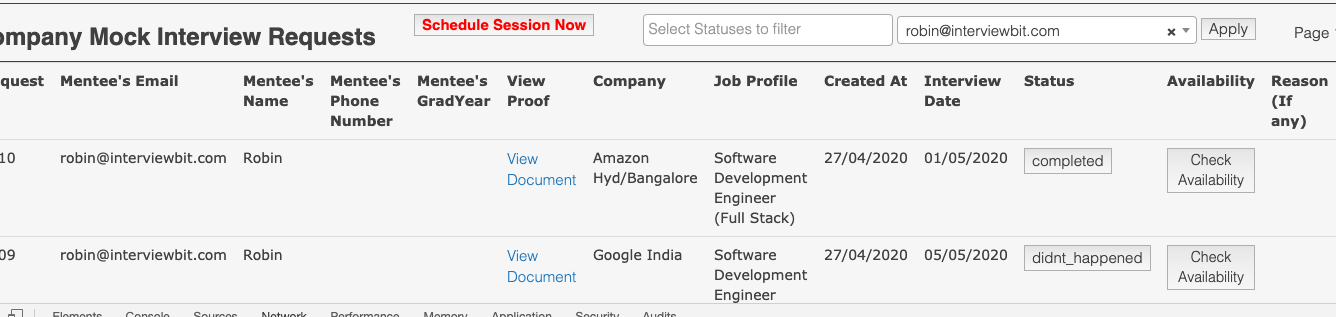 ompany Mock Interview Requests
Schedule Session Now
Select Statuses to filter
robin@interviewbit.com × Apply
Page
quest Mentee's Email Mentee's Name Mentee's Phone Number Mentee's GradYear View Proof Company Job Profile Created At Interview Date Status Availability Reason (If any)
10 robin@interviewbit.com Robin View Document Amazon Hyd/Bangalore Software Development Engineer (Full Stack) 27/04/2020 01/05/2020 completed Check Availability
09 robin@interviewbit.com Robin View Document Google India Software Development Engineer 27/04/2020 05/05/2020 didnt_happened Check Availability
Elements Console Sources Network Performance Memory Application Security Audits